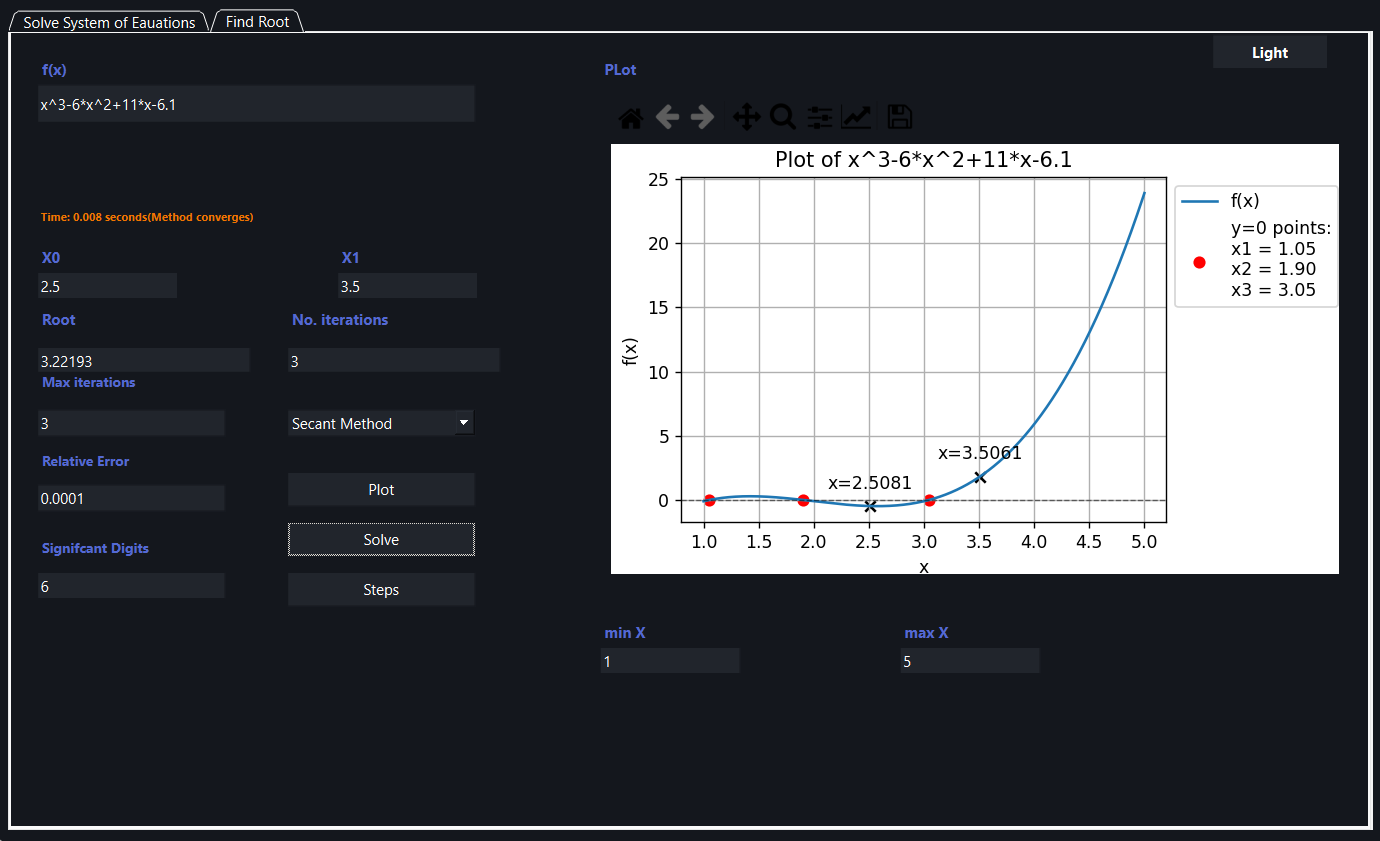 Solve System of Eauations
Find Root
Light
f(x)
x^3-6*x^2+11*x-6.1
Time: 0.008 seconds(Method converges)
X0
X1
2.5
3.5
Root
No. iterations
3.22193
3
Max iterations
3
Secant Method
Relative Error
0.0001
Plot
Solve
Signifcant Digits
6
Steps
PLot
Plot of x^3-6*x^2+11*x-6.1
25
20
15
10
5
0
f(x)
x=2.5081
x=3.5061
1.0 1.5 2.0 2.5 3.0 3.5 4.0 4.5 5.0
x
f(x)
y=0 points:
x1 = 1.05
x2 = 1.90
x3 = 3.05
min X
max X
1
5